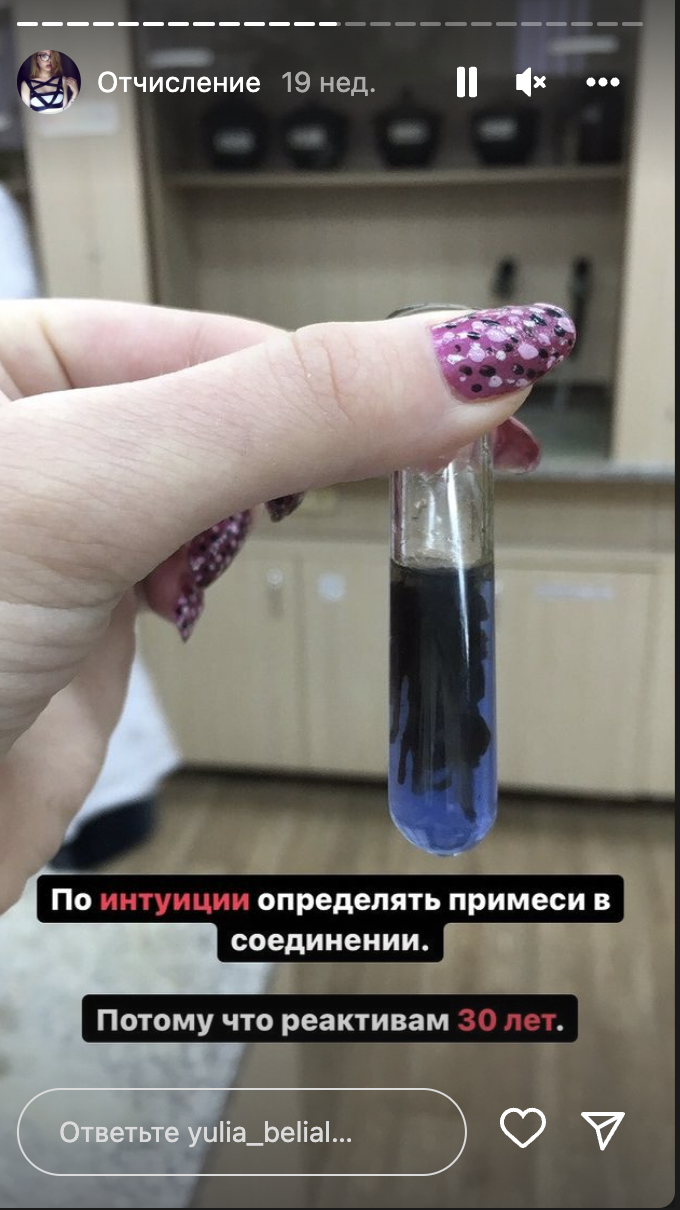 Отчисление 19 нед.
По интуиции определять примеси в
соединении.
Потому что реактивам 30 лет.
Ответьте yulia_belial...